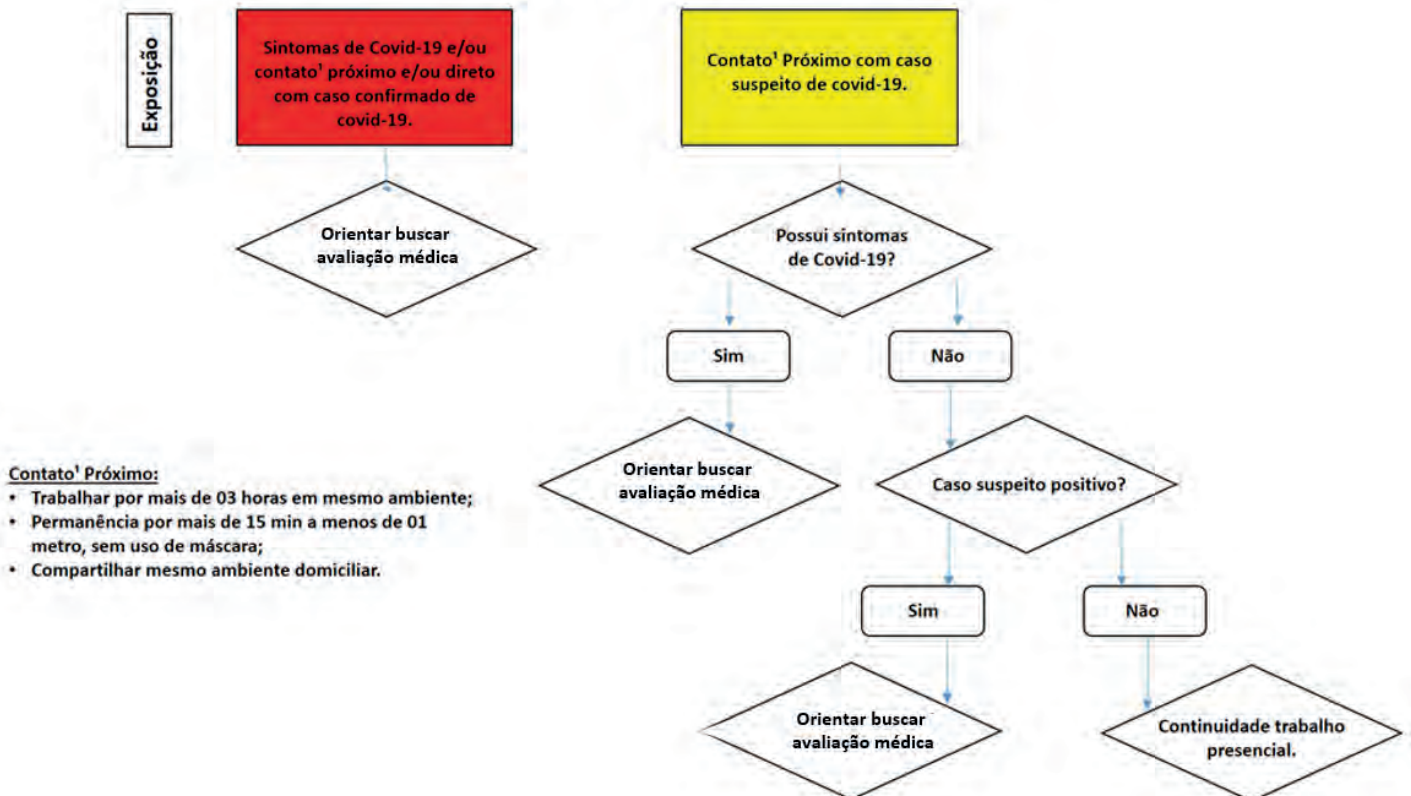 Exposição
Sintomas de Covid-19 e/ou
contato¹ próximo e/ou direto
com caso confirmado de
covid-19.
Contato¹ Próximo com caso
suspeito de covid-19.
Orientar buscar
avaliação médica
Possui sintomas
de Covid-19?
Sim
Não
Orientar buscar
avaliação médica
Caso suspeito positivo?
Contato¹ Próximo:
• Trabalhar por mais de 03 horas em mesmo ambiente;
• Permanência por mais de 15 min a menos de 01
metro, sem uso de máscara;
• Compartilhar mesmo ambiente domiciliar.
Sim
Não
Orientar buscar
avaliação médica
Continuidade trabalho
presencial.